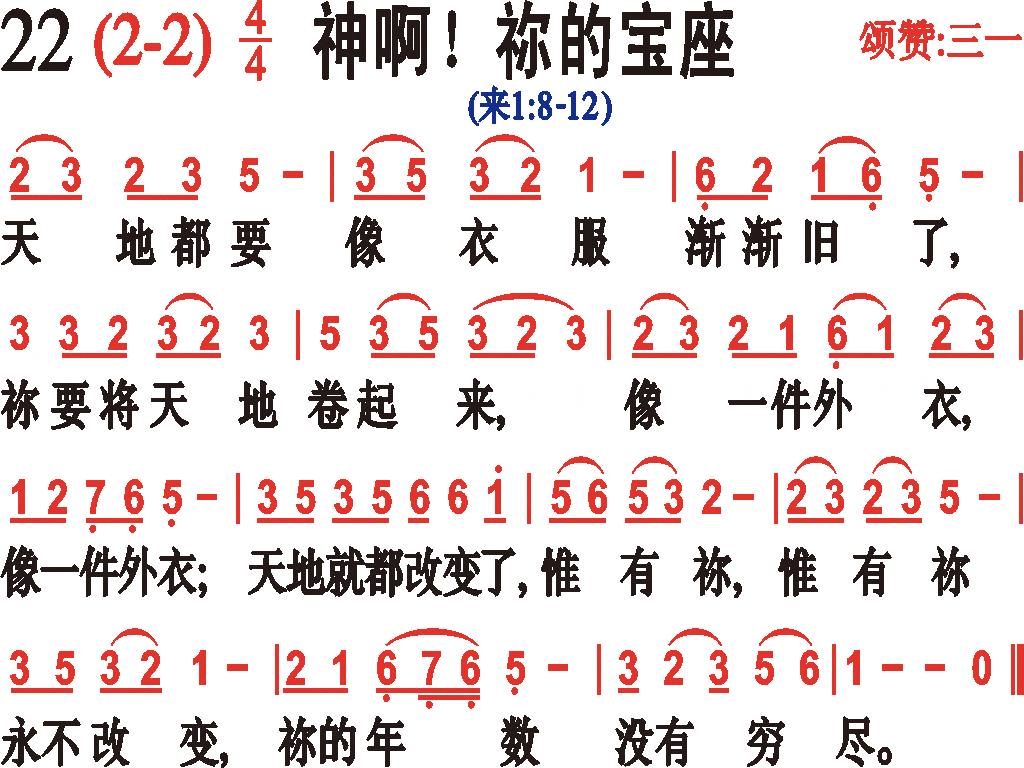 22 (2-2) 4/4 神啊！祢的宝座 颂赞:三一
(来1:8-12)
2 3 2 3 5 - | 3 5 3 2 1 - | 6 2 1 6 5 - |
天 地都要 像 衣 服 渐渐旧 了,
3 3 2 3 2 3 | 5 3 5 3 2 3 | 2 3 2 1 6 1 2 3 |
祢要将天 地 卷起 来, 像 一件外 衣,
1 2 7 6 5 - | 3 5 3 5 6 6 1 | 5 6 5 3 2 - | 2 3 2 3 5 - |
像一件外衣; 天地就都改变了, 惟 有 祢, 惟 有 祢
3 5 3 2 1 - | 2 1 6 7 6 5 - | 3 2 3 5 6 | 1 - - 0 ‖
永不改 变, 祢的年 数 没有 穷 尽。